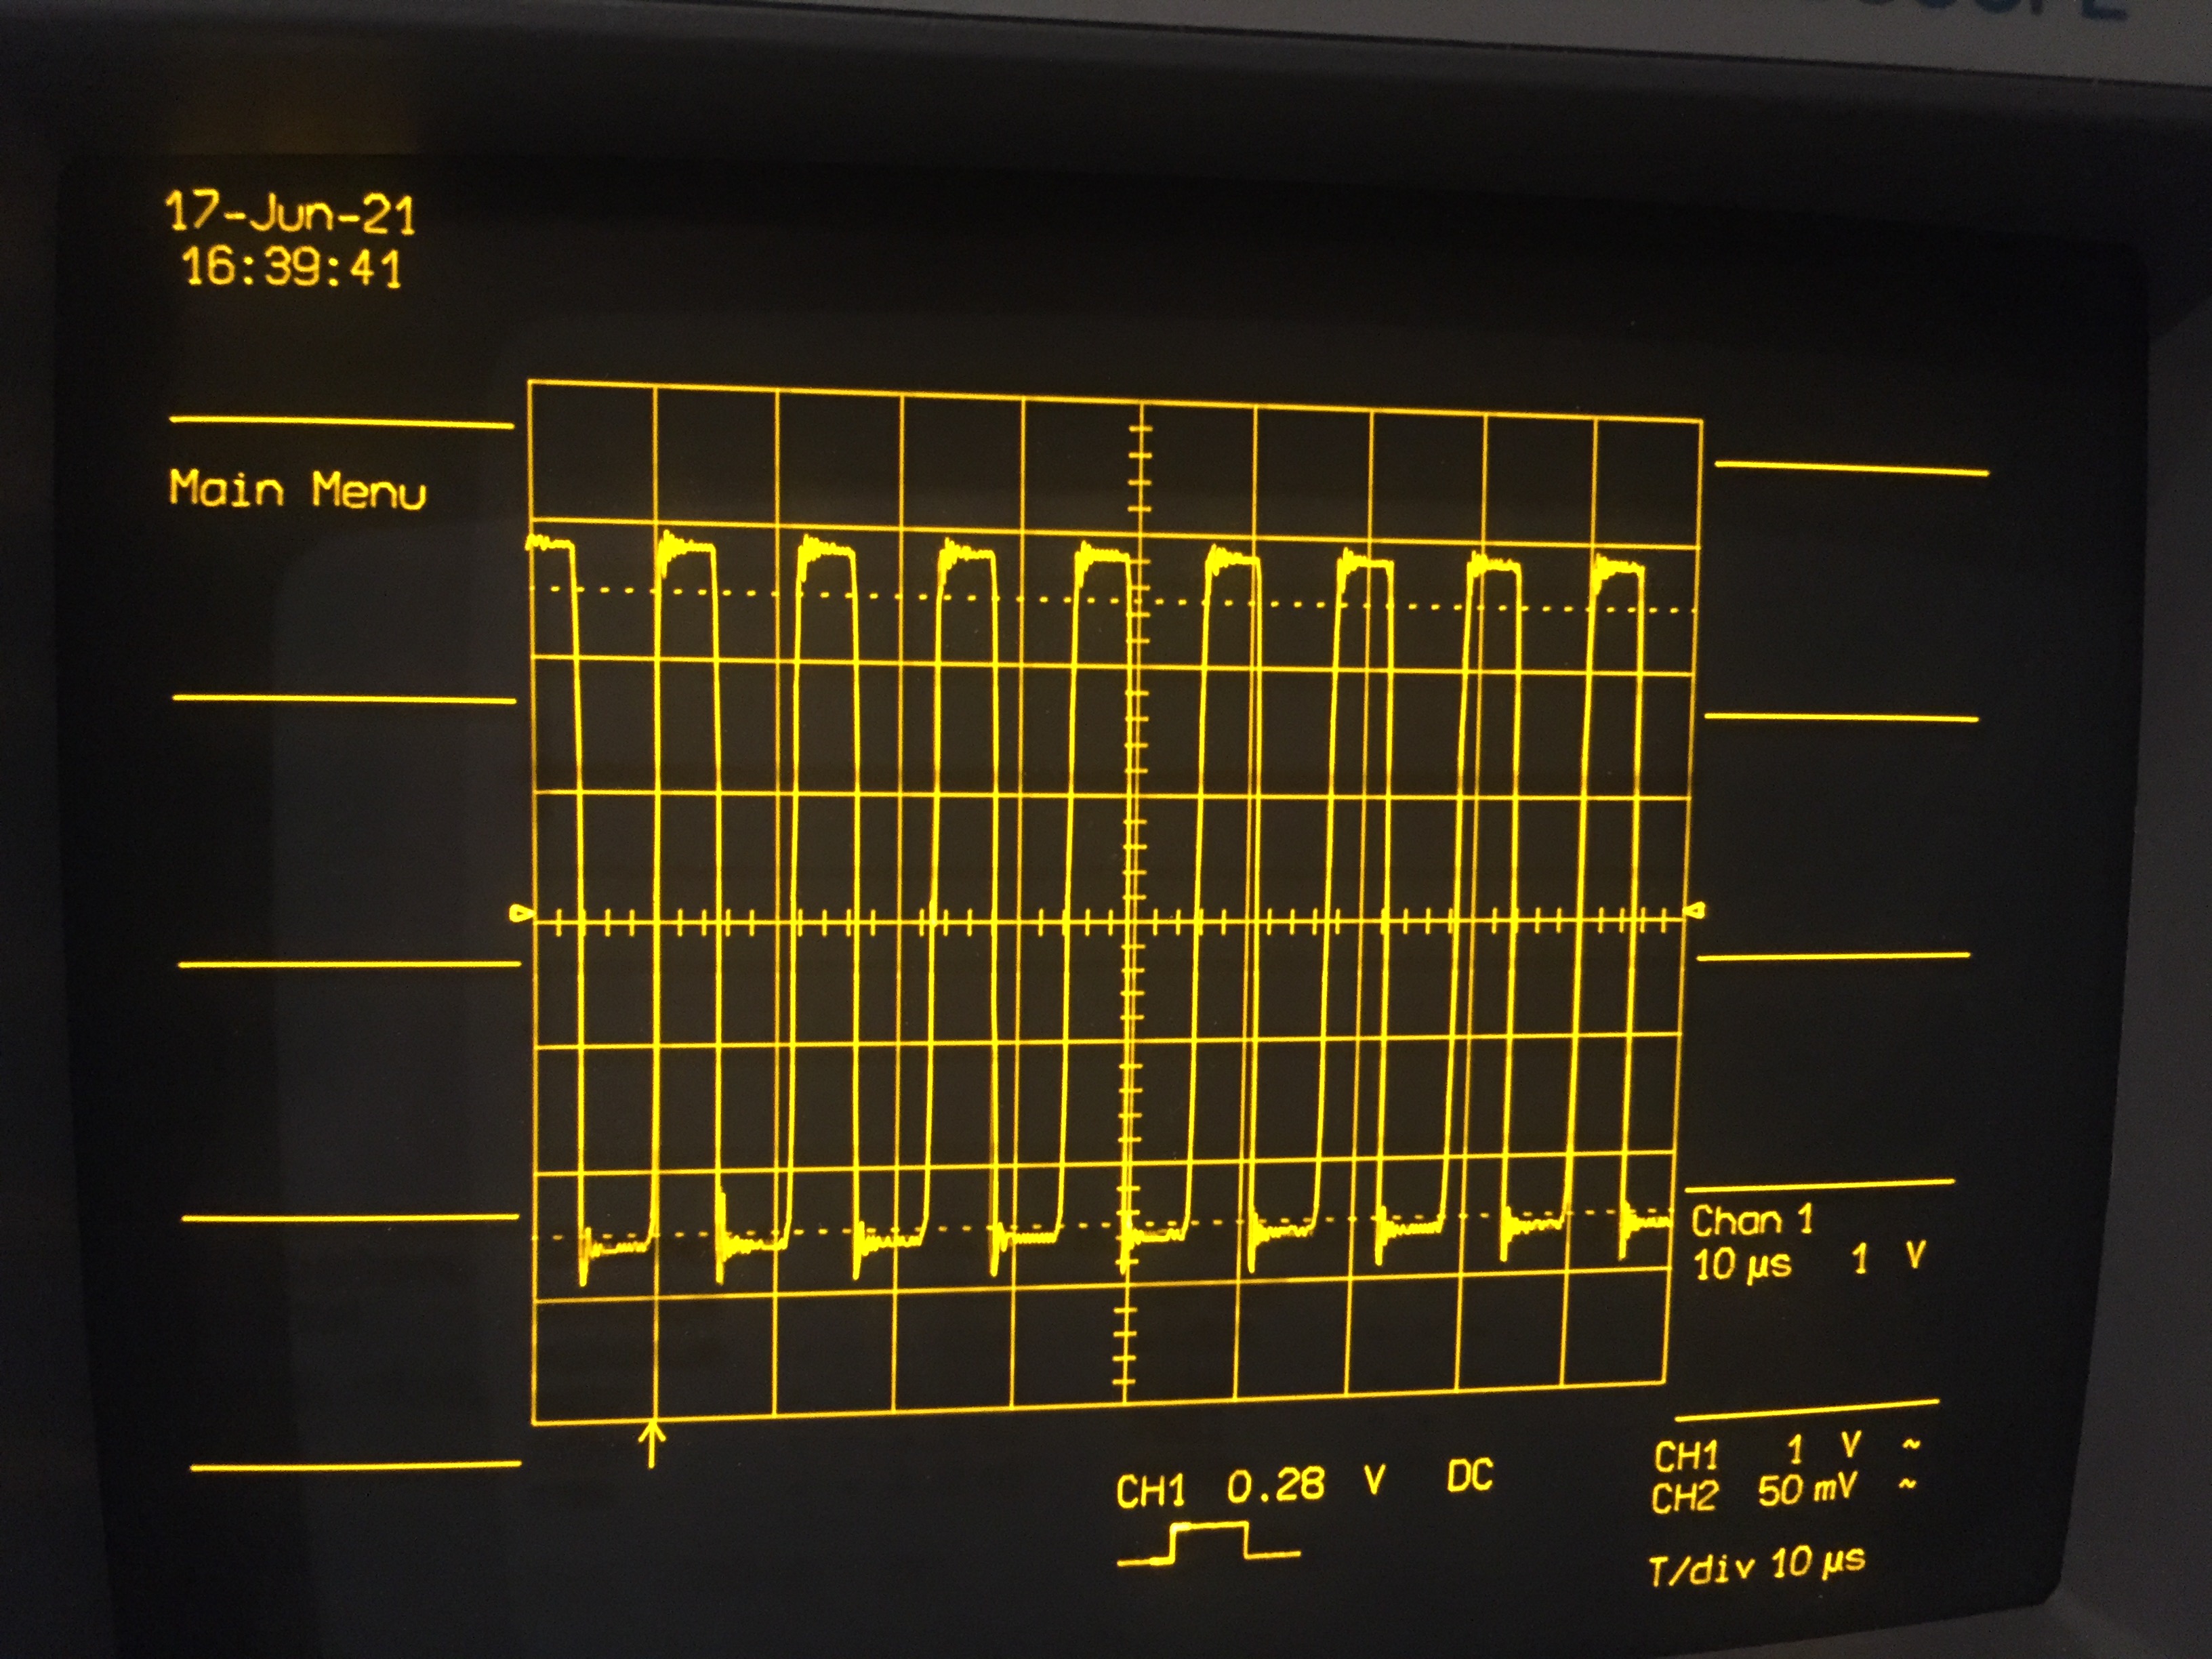 17-Jun-21
16:39:41
Main Menu
Chan 1
10 µs 1 V
CH1 0.28 V DC
CH1 1 V ~
CH2 50 mV ~
T/div 10 µs